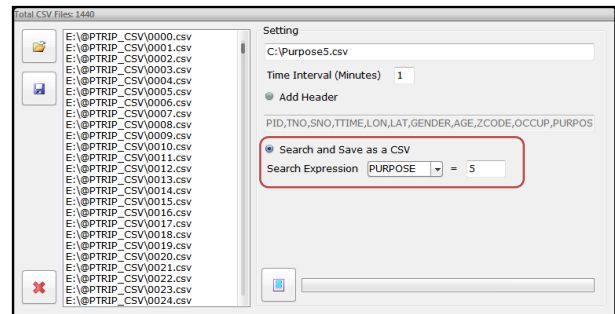 Total CSV Files: 1440
E:\@PTRIP_CSV\0000.csv
E:\@PTRIP_CSV\0001.csv
E:\@PTRIP_CSV\0002.csv
E:\@PTRIP_CSV\0003.csv
E:\@PTRIP_CSV\0004.csv
E:\@PTRIP_CSV\0005.csv
E:\@PTRIP_CSV\0006.csv
E:\@PTRIP_CSV\0007.csv
E:\@PTRIP_CSV\0008.csv
E:\@PTRIP_CSV\0009.csv
E:\@PTRIP_CSV\0010.csv
E:\@PTRIP_CSV\0011.csv
E:\@PTRIP_CSV\0012.csv
E:\@PTRIP_CSV\0013.csv
E:\@PTRIP_CSV\0014.csv
E:\@PTRIP_CSV\0015.csv
E:\@PTRIP_CSV\0016.csv
E:\@PTRIP_CSV\0017.csv
E:\@PTRIP_CSV\0018.csv
E:\@PTRIP_CSV\0019.csv
E:\@PTRIP_CSV\0020.csv
E:\@PTRIP_CSV\0021.csv
E:\@PTRIP_CSV\0022.csv
E:\@PTRIP_CSV\0023.csv
E:\@PTRIP_CSV\0024.csv
Setting
C:\Purpose5.csv
Time Interval (Minutes) 1
Add Header
PID,TNO,SNO,TTIME,LON,LAT,GENDER,AGE,ZCODE,OCCUP,PURPOS
Search and Save as a CSV
Search Expression PURPOSE = 5